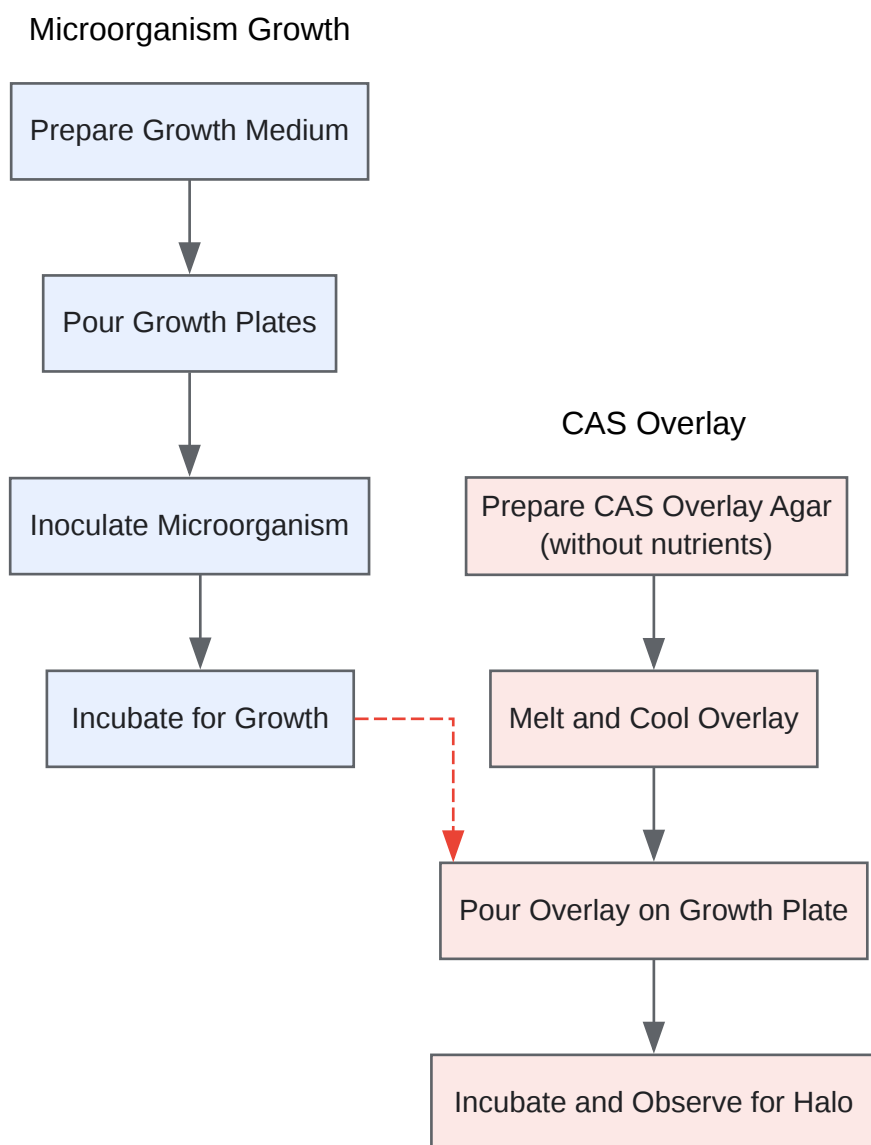 Microorganism Growth
Prepare Growth Medium
Pour Growth Plates
Inoculate Microorganism
Incubate for Growth
CAS Overlay
Prepare CAS Overlay Agar
(without nutrients)
Melt and Cool Overlay
Pour Overlay on Growth Plate
Incubate and Observe for Halo